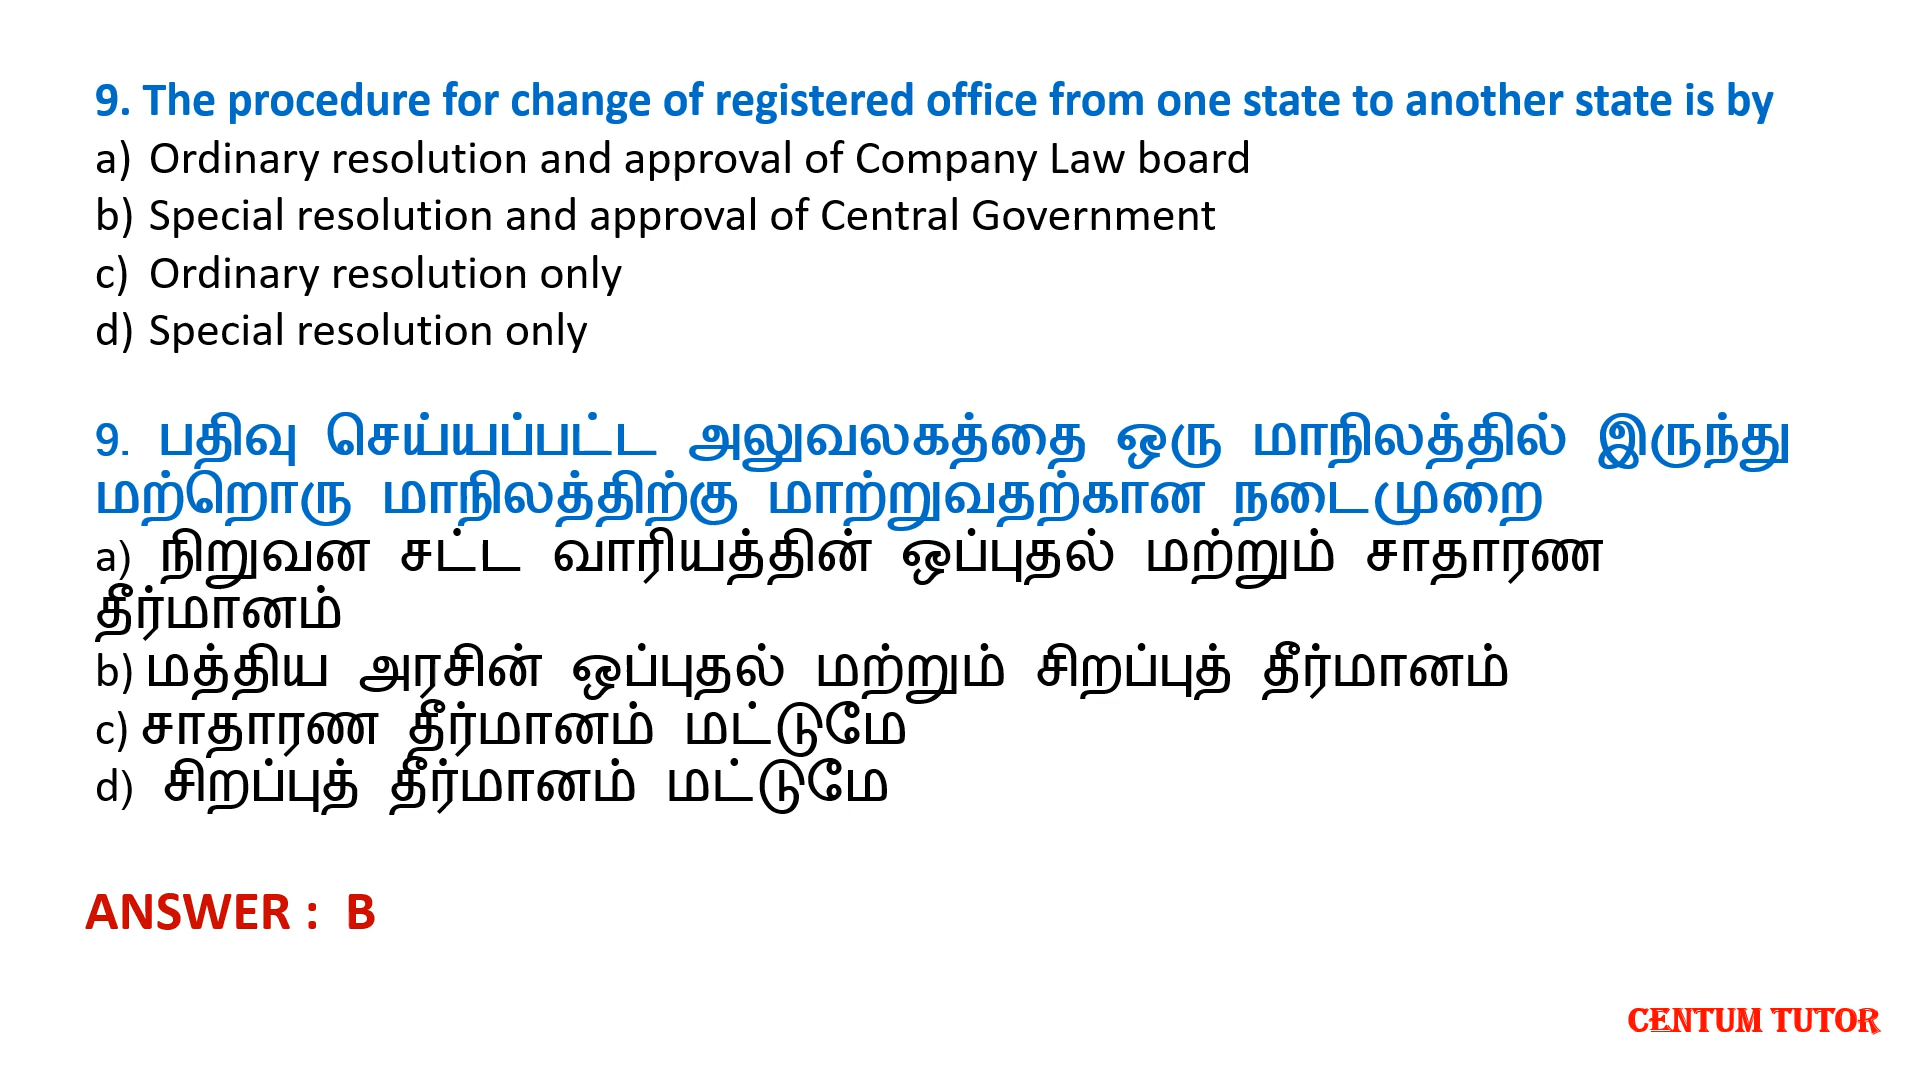 9. The procedure for change of registered office from one state to another state is by
a) Ordinary resolution and approval of Company Law board
b) Special resolution and approval of Central Government
c) Ordinary resolution only
d) Special resolution only
9. பதிவு செய்யப்பட்ட அலுவலகத்தை ஒரு மாநிலத்தில் இருந்து
மற்றொரு மாநிலத்திற்கு மாற்றுவதற்கான நடைமுறை
a) நிறுவன சட்ட வாரியத்தின் ஒப்புதல் மற்றும் சாதாரண
தீர்மானம்
b) மத்திய அரசின் ஒப்புதல் மற்றும் சிறப்புத் தீர்மானம்
c) சாதாரண தீர்மானம் மட்டுமே
d) சிறப்புத் தீர்மானம் மட்டுமே
ANSWER : B
CENTUM TUTOR